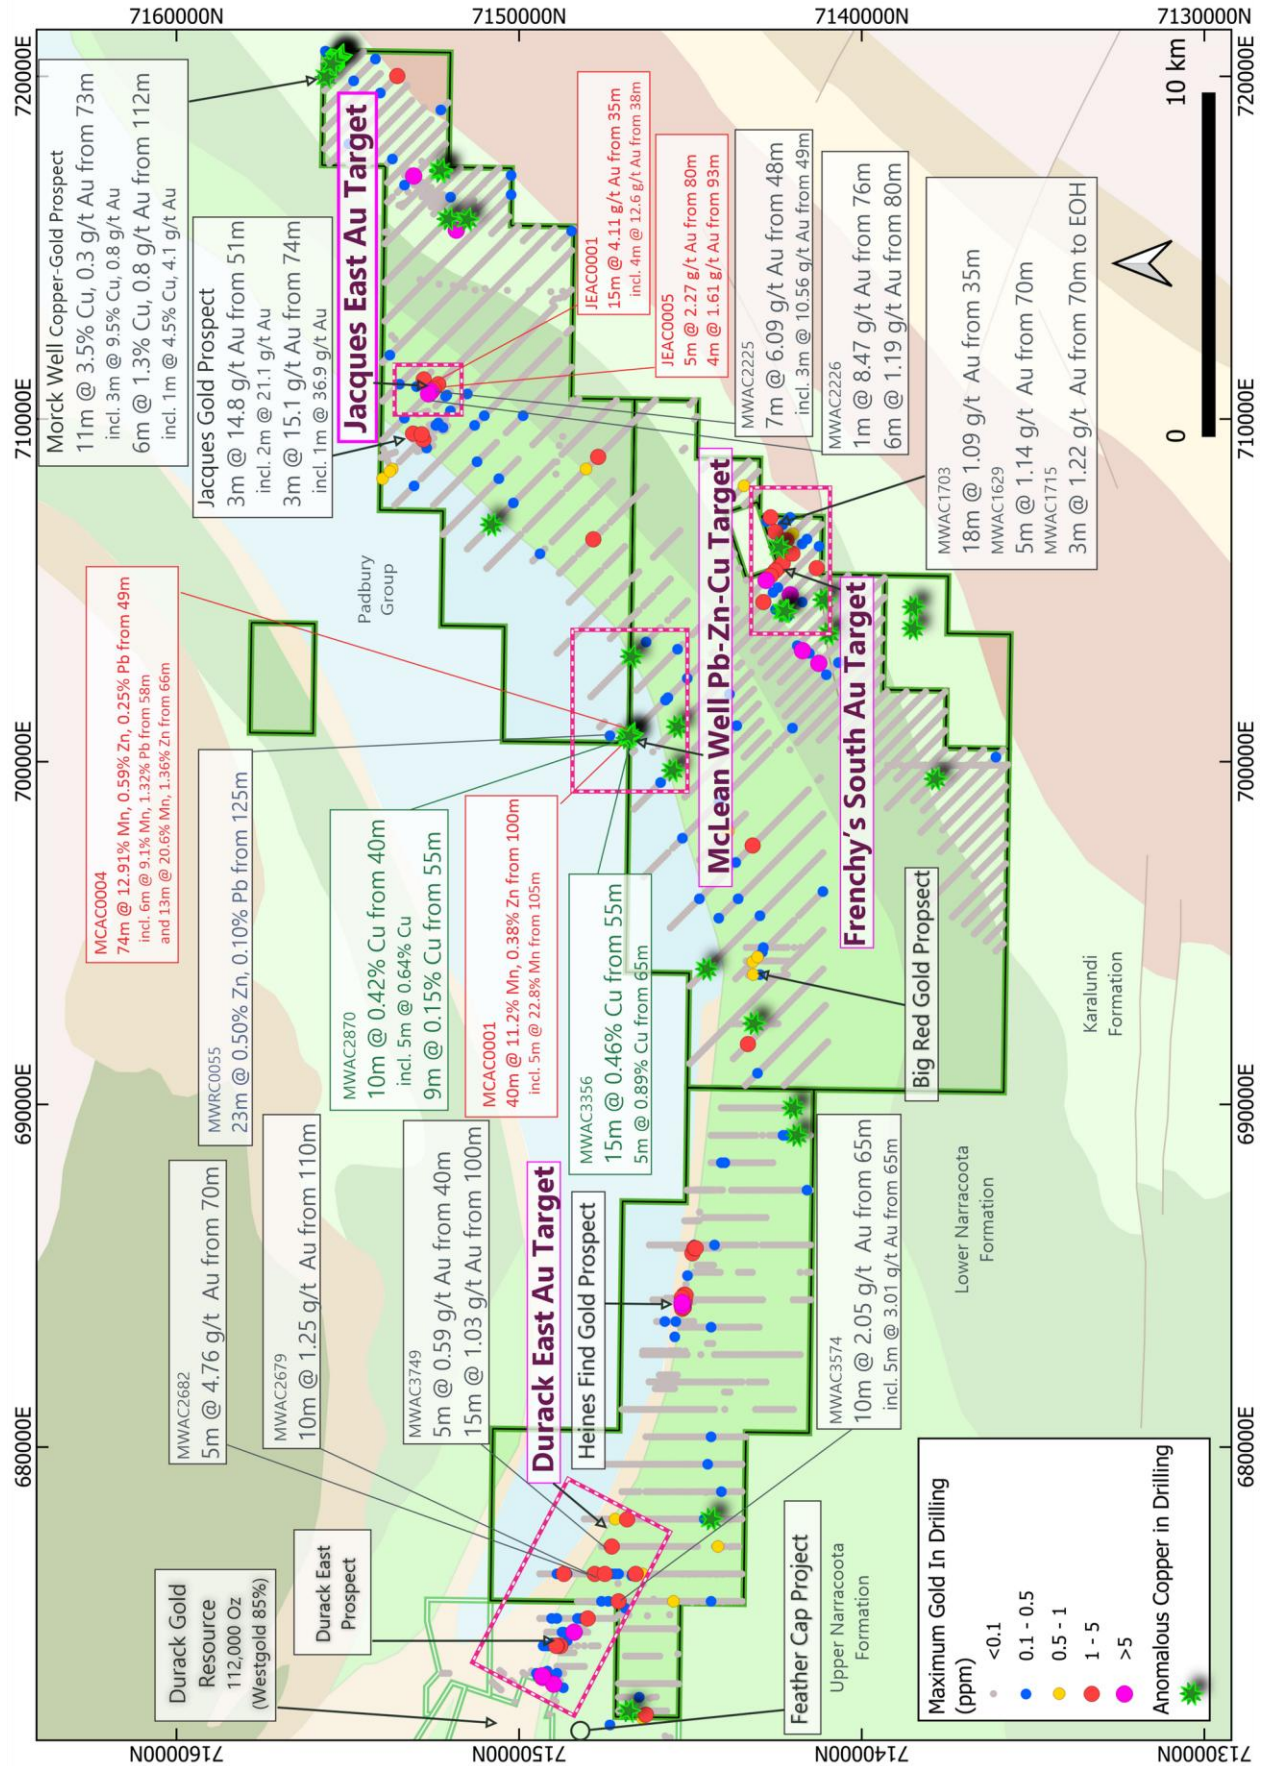 680000E
690000E
700000E
710000E
720000E
7160000N
7160000N
7150000N
7150000N
7140000N
7140000N
7130000N
7130000N
Durack Gold
Resource
112,000 Oz
(Westgold 85%)
Durack East
Prospect
MWAC2682
5m @ 4.76 g/t Au from 70m
MWAC2679
10m @ 1.25 g/t Au from 110m
MWAC3749
5m @ 0.59 g/t Au from 40m
15m @ 1.03 g/t Au from 100m
Durack East Au Target
Heines Find Gold Prospect
MWRC0055
23m @ 0.50% Zn, 0.10% Pb from 125m
MWAC2870
10m @ 0.42% Cu from 40m
incl. 5m @ 0.64% Cu
9m @ 0.15% Cu from 55m
MCAC0001
40m @ 11.2% Mn, 0.38% Zn from 100m
incl. 5m @ 22.8% Mn from 105m
MWAC3356
15m @ 0.46% Cu from 55m
5m @ 0.89% Cu from 65m
MCAC0004
74m @ 12.91% Mn, 0.59% Zn, 0.25% Pb from 49m
incl. 6m @ 9.1% Mn, 1.32% Pb from 58m
and 13m @ 20.6% Mn, 1.36% Zn from 66m
Padbury
Group
Morck Well Copper-Gold Prospect
11m @ 3.5% Cu, 0.3 g/t Au from 73m
incl. 3m @ 9.5% Cu, 0.8 g/t Au
6m @ 1.3% Cu, 0.8 g/t Au from 112m
incl. 1m @ 4.5% Cu, 4.1 g/t Au
Jacques Gold Prospect
3m @ 14.8 g/t Au from 51m
incl. 2m @ 21.1 g/t Au
3m @ 15.1 g/t Au from 74m
incl. 1m @ 36.9 g/t Au
Jacques East Au Target
JEAC0001
15m @ 4.11 g/t Au from 35m
incl. 4m @ 12.6 g/t Au from 38m
JEAC0005
5m @ 2.27 g/t Au from 80m
4m @ 1.61 g/t Au from 93m
MWAC2225
7m @ 6.09 g/t Au from 48m
incl. 3m @ 10.56 g/t Au from 49m
MWAC2226
1m @ 8.47 g/t Au from 76m
6m @ 1.19 g/t Au from 80m
McLean Well Pb-Zn-Cu Target
Frenchy's South Au Target
MWAC1703
18m @ 1.09 g/t Au from 35m
MWAC1629
5m @ 1.14 g/t Au from 70m
MWAC1715
3m @ 1.22 g/t Au from 70m to EOH
Big Red Gold Propsect
MWAC3574
10m @ 2.05 g/t Au from 65m
incl. 5m @ 3.01 g/t Au from 65m
Feather Cap Project
Upper Narracoota
Formation
Lower Narracoota
Formation
Karalundi
Formation
Maximum Gold In Drilling
(ppm)
<0.1
0.1 - 0.5
0.5 - 1
1 - 5
>5
Anomalous Copper in Drilling
0
10 km
680000E
690000E
700000E
710000E
720000E